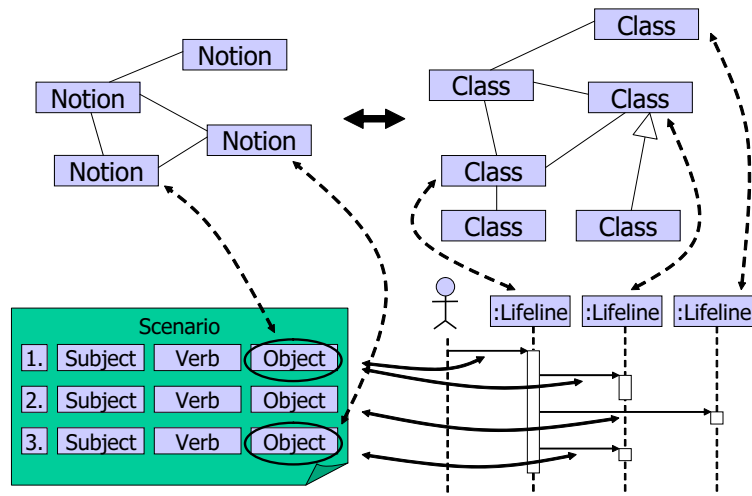 Notion
Notion
Notion
Notion
Class
Class
Class
Class
Class
Class
:Lifeline :Lifeline :Lifeline
Scenario
1. Subject Verb Object
2. Subject Verb Object
3. Subject Verb Object